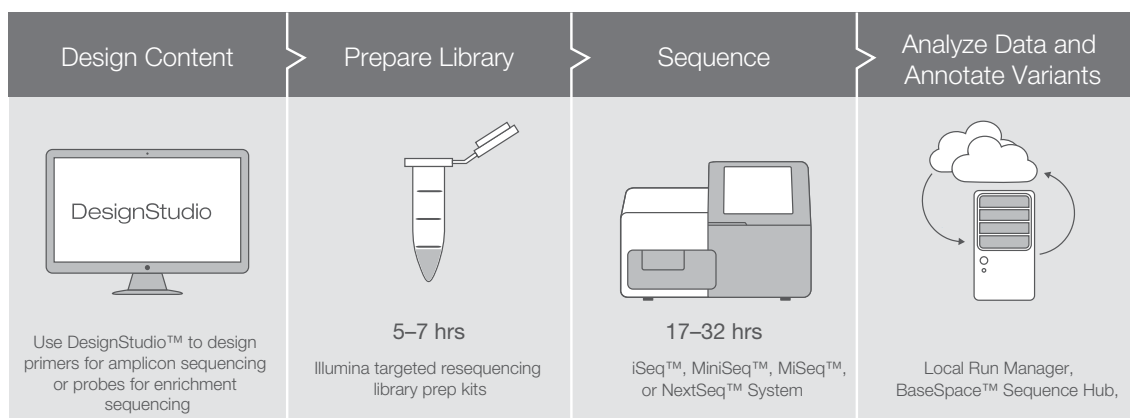 Design Content
Prepare Library
Sequence
Analyze Data and
Annotate Variants
DesignStudio
Use DesignStudio™ to design
primers for amplicon sequencing
or probes for enrichment
sequencing
5–7 hrs
Illumina targeted resequencing
library prep kits
17–32 hrs
iSeq™, MiniSeq™, MiSeq™,
or NextSeq™ System
Local Run Manager,
BaseSpace™ Sequence Hub,